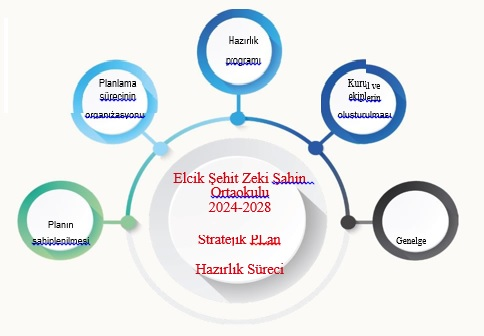 Hazırlık
programı
Planlama
sürecinin
organizasyonu
Kurul ve
ekiplerin
oluşturulması
Planın
sahiplenilmesi
Genelge
Elcik Şehit Zeki Şahin
Ortaokulu
2024-2028
Stratejik Plan
Hazırlık Süreci